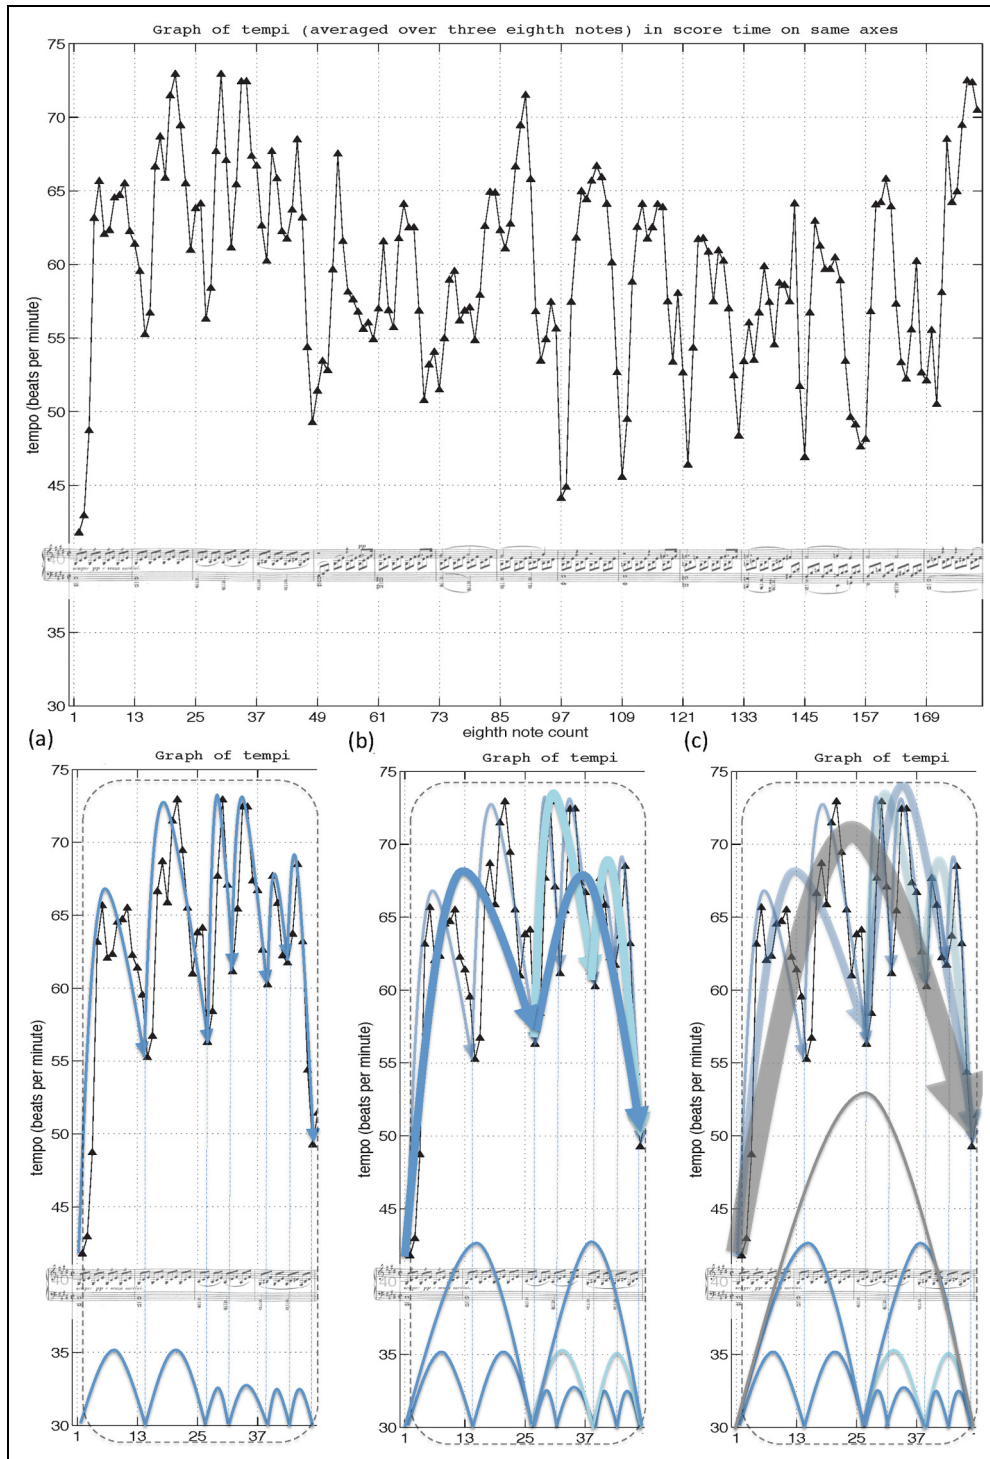 Graph of tempi (averaged over three eighth notes) in score time on same axes
75
70
65
60
55
50
45
40
35
30
tempo (beats per minute)
sempre pp e senza sordini
pp
1 13 25 37 49 61 73 85 97 109 121 133 145 157 169
eighth note count
(a)
Graph of tempi
75
70
65
60
55
50
45
40
35
30
tempo (beats per minute)
1 13 25 37
(b)
Graph of tempi
75
70
65
60
55
50
45
40
35
30
tempo (beats per minute)
1 13 25 37
(c)
Graph of tempi
75
70
65
60
55
50
45
40
35
30
tempo (beats per minute)
1 13 25 37